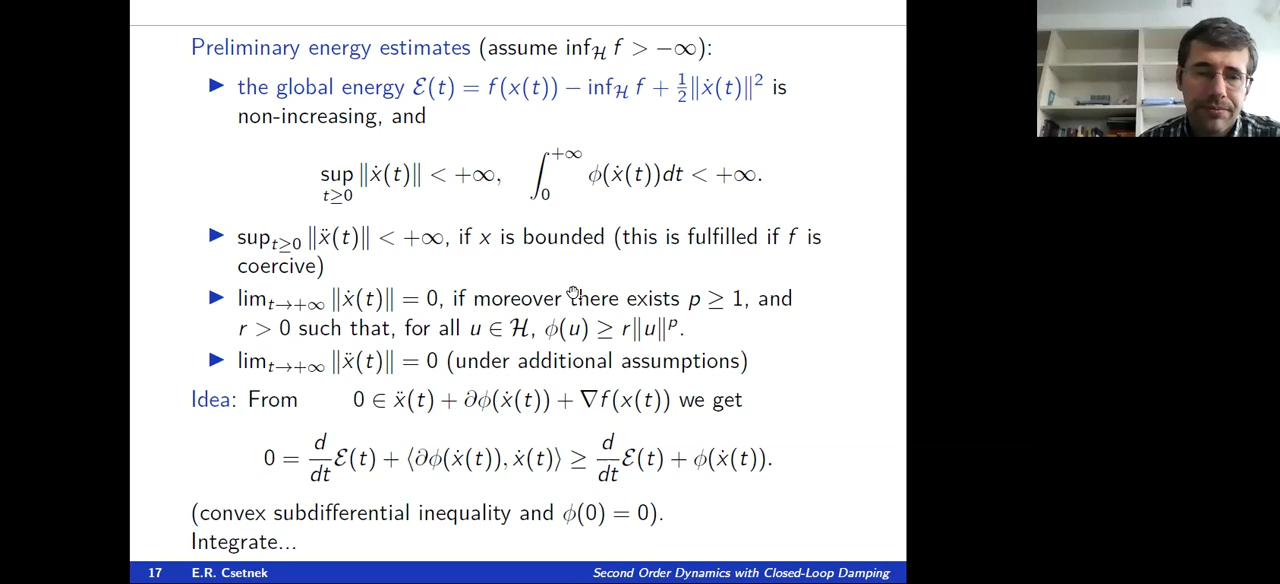 Preliminary energy estimates (assume inf_ℋ f > −∞):
▶ the global energy ℰ(t) = f(x(t)) − inf_ℋ f + ½‖ẋ(t)‖² is
non-increasing, and
sup_{t≥0} ‖ẋ(t)‖ < +∞, ∫_0^{+∞} ϕ(ẋ(t))dt < +∞.
▶ sup_{t≥0} ‖ẍ(t)‖ < +∞, if x is bounded (this is fulfilled if f is
coercive)
▶ lim_{t→+∞} ‖ẋ(t)‖ = 0, if moreover there exists p ≥ 1, and
r > 0 such that, for all u ∈ ℋ, ϕ(u) ≥ r‖u‖^p.
▶ lim_{t→+∞} ‖ẍ(t)‖ = 0 (under additional assumptions)
Idea: From 0 ∈ ẍ(t) + ∂ϕ(ẋ(t)) + ∇f(x(t)) we get
0 = d/dt ℰ(t) + ⟨∂ϕ(ẋ(t)), ẋ(t)⟩ ≥ d/dt ℰ(t) + ϕ(ẋ(t)).
(convex subdifferential inequality and ϕ(0) = 0).
Integrate...
17 E.R. Csetnek Second Order Dynamics with Closed-Loop Damping